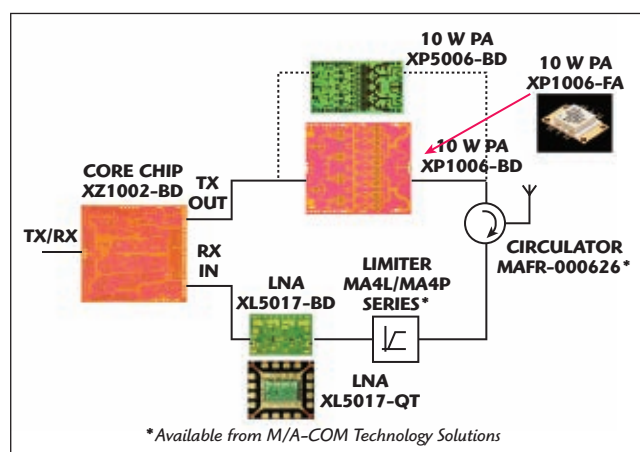 10 W PA
XP5006-BD
10 W PA
XP1006-FA
10 W PA
XP1006-BD
CORE CHIP
XZ1002-BD
TX
OUT
TX/RX
RX
IN
CIRCULATOR
MAFR-000626*
LIMITER
MA4L/MA4P
SERIES*
LNA
XL5017-BD
LNA
XL5017-QT
*Available from M/A-COM Technology Solutions